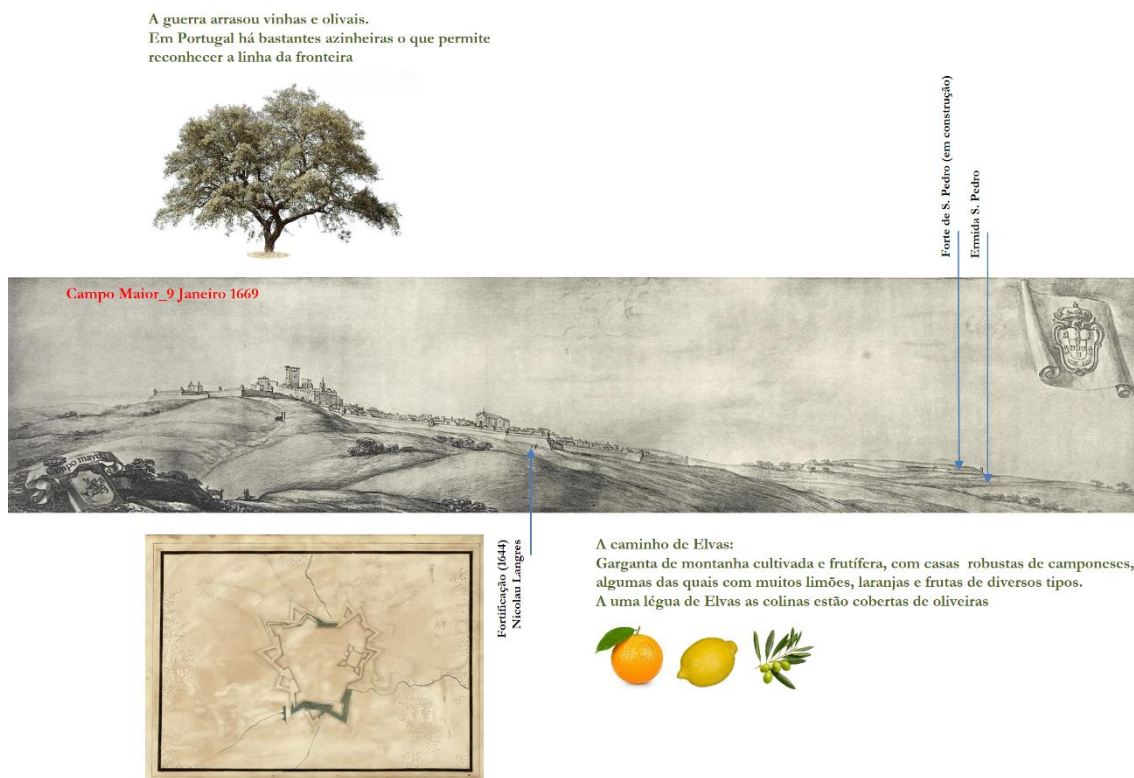 A guerra arrasou vinhas e olivais.
Em Portugal há bastantes azinheiras o que permite
reconhecer a linha da fronteira
Forte de S. Pedro (em construção)
Ermida S. Pedro
Campo Maior_9 Janeiro 1669
campo mayor
Fortificação (1644)
Nicolau Langres
A caminho de Elvas:
Garganta de montanha cultivada e frutífera, com casas robustas de camponeses,
algumas das quais com muitos limões, laranjas e frutas de diversos tipos.
A uma légua de Elvas as colinas estão cobertas de oliveiras